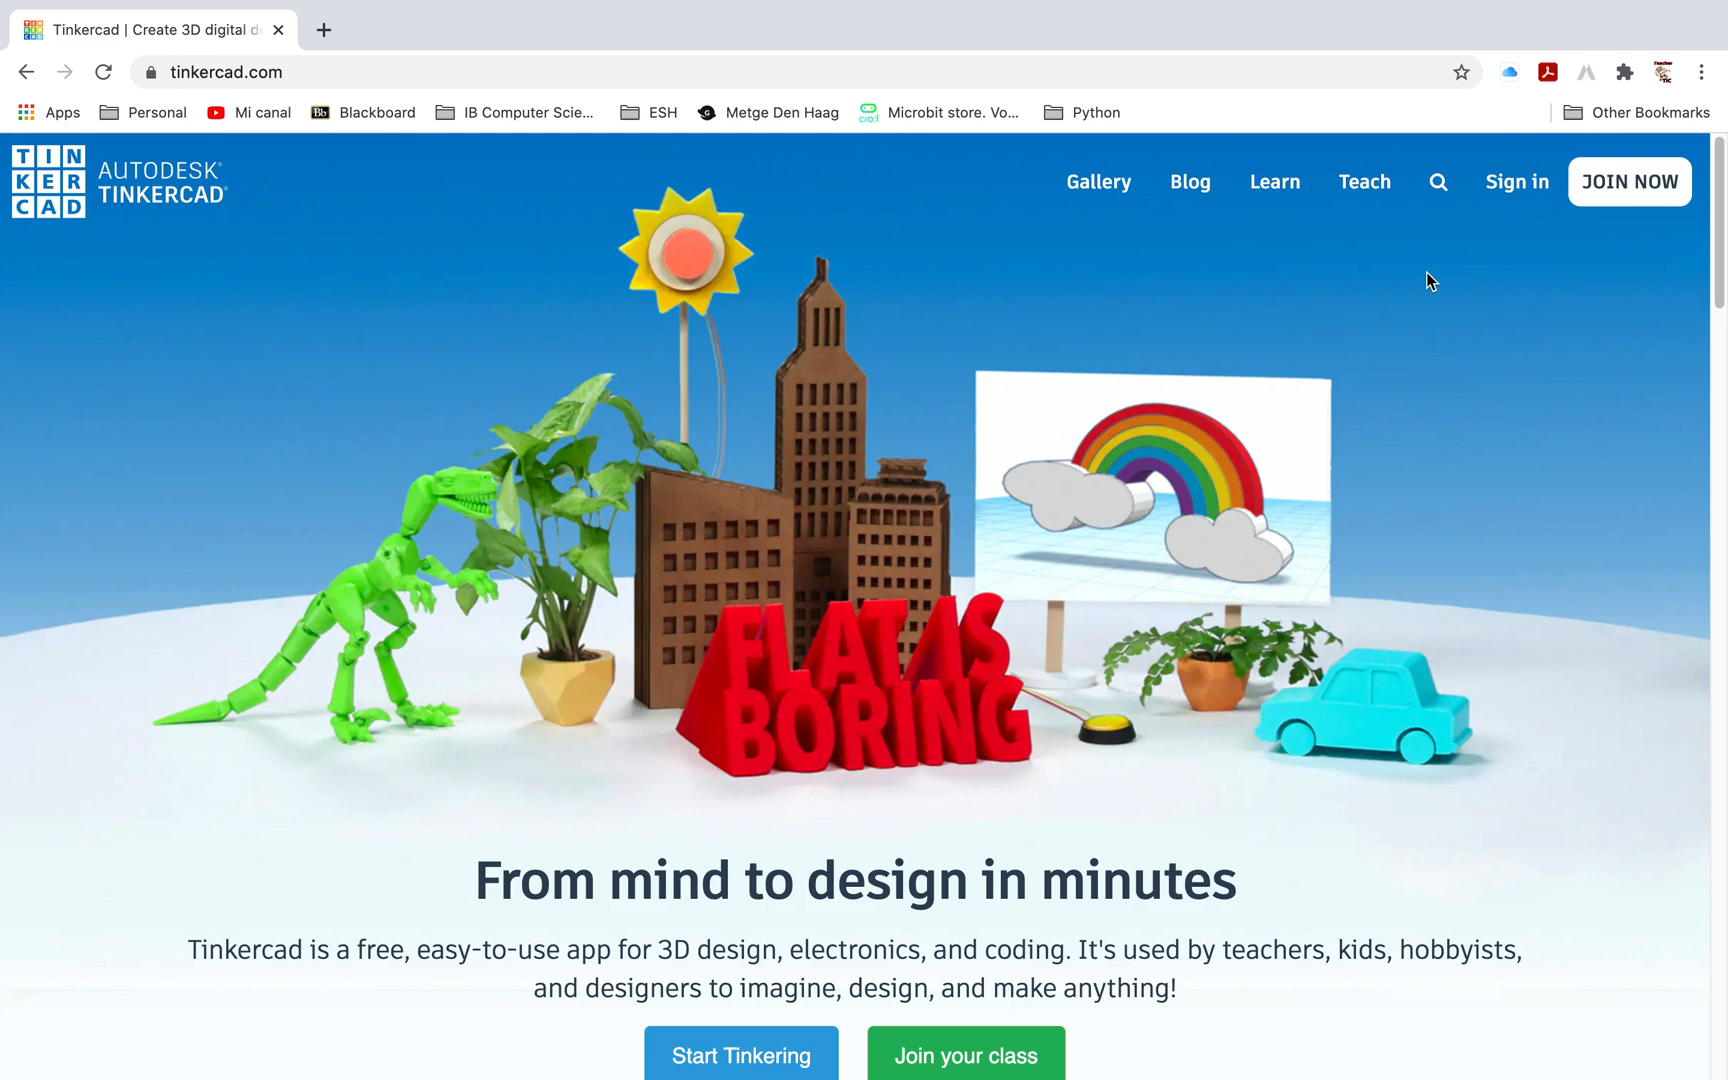 Tinkercad | Create 3D digital d
tinkercad.com
Apps Personal Mi canal Bb Blackboard IB Computer Scie... ESH Metge Den Haag Microbit store. Vo... Python Other Bookmarks
TIN
KER
CAD
AUTODESK®
TINKERCAD®
Gallery Blog Learn Teach Sign in JOIN NOW
FLAT IS
BORING
From mind to design in minutes
Tinkercad is a free, easy-to-use app for 3D design, electronics, and coding. It's used by teachers, kids, hobbyists,
and designers to imagine, design, and make anything!
Start Tinkering Join your class